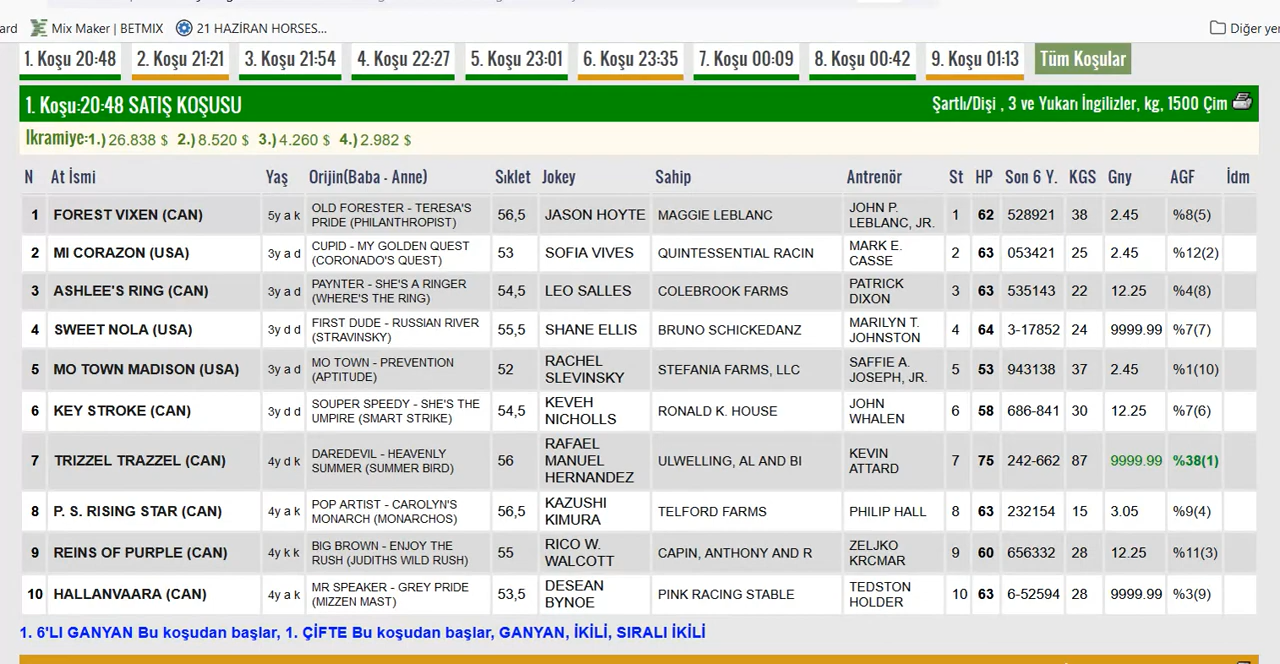 ard Mix Maker | BETMIX 21 HAZİRAN HORSES... Diğer yer
1. Koşu 20:48 2. Koşu 21:21 3. Koşu 21:54 4. Koşu 22:27 5. Koşu 23:01 6. Koşu 23:35 7. Koşu 00:09 8. Koşu 00:42 9. Koşu 01:13 Tüm Koşular
1. Koşu:20:48 SATIŞ KOŞUSU Şartlı/Dişi , 3 ve Yukarı İngilizler, kg, 1500 Çim
Ikramiye:1.) 26.838 $ 2.) 8.520 $ 3.) 4.260 $ 4.) 2.982 $
N At İsmi Yaş Orijin(Baba - Anne) Sıklet Jokey Sahip Antrenör St HP Son 6 Y. KGS Gny AGF İdm
1 FOREST VIXEN (CAN) 5y a k OLD FORESTER - TERESA'S PRIDE (PHILANTHROPIST) 56,5 JASON HOYTE MAGGIE LEBLANC JOHN P. LEBLANC, JR. 1 62 528921 38 2.45 %8(5)
2 MI CORAZON (USA) 3y a d CUPID - MY GOLDEN QUEST (CORONADO'S QUEST) 53 SOFIA VIVES QUINTESSENTIAL RACIN MARK E. CASSE 2 63 053421 25 2.45 %12(2)
3 ASHLEE'S RING (CAN) 3y a d PAYNTER - SHE'S A RINGER (WHERE'S THE RING) 54,5 LEO SALLES COLEBROOK FARMS PATRICK DIXON 3 63 535143 22 12.25 %4(8)
4 SWEET NOLA (USA) 3y d d FIRST DUDE - RUSSIAN RIVER (STRAVINSKY) 55,5 SHANE ELLIS BRUNO SCHICKEDANZ MARILYN T. JOHNSTON 4 64 3-17852 24 9999.99 %7(7)
5 MO TOWN MADISON (USA) 3y a d MO TOWN - PREVENTION (APTITUDE) 52 RACHEL SLEVINSKY STEFANIA FARMS, LLC SAFFIE A. JOSEPH, JR. 5 53 943138 37 2.45 %1(10)
6 KEY STROKE (CAN) 3y d d SOUPER SPEEDY - SHE'S THE UMPIRE (SMART STRIKE) 54,5 KEVEH NICHOLLS RONALD K. HOUSE JOHN WHALEN 6 58 686-841 30 12.25 %7(6)
7 TRIZZEL TRAZZEL (CAN) 4y d k DAREDEVIL - HEAVENLY SUMMER (SUMMER BIRD) 56 RAFAEL MANUEL HERNANDEZ ULWELLING, AL AND BI KEVIN ATTARD 7 75 242-662 87 9999.99 %38(1)
8 P. S. RISING STAR (CAN) 4y a k POP ARTIST - CAROLYN'S MONARCH (MONARCHOS) 56,5 KAZUSHI KIMURA TELFORD FARMS PHILIP HALL 8 63 232154 15 3.05 %9(4)
9 REINS OF PURPLE (CAN) 4y k k BIG BROWN - ENJOY THE RUSH (JUDITHS WILD RUSH) 55 RICO W. WALCOTT CAPIN, ANTHONY AND R ZELJKO KRCMAR 9 60 656332 28 12.25 %11(3)
10 HALLANVAARA (CAN) 4y a k MR SPEAKER - GREY PRIDE (MIZZEN MAST) 53,5 DESEAN BYNOE PINK RACING STABLE TEDSTON HOLDER 10 63 6-52594 28 9999.99 %3(9)
1. 6'LI GANYAN Bu koşudan başlar, 1. ÇİFTE Bu koşudan başlar, GANYAN, İKİLİ, SIRALI İKİLİ